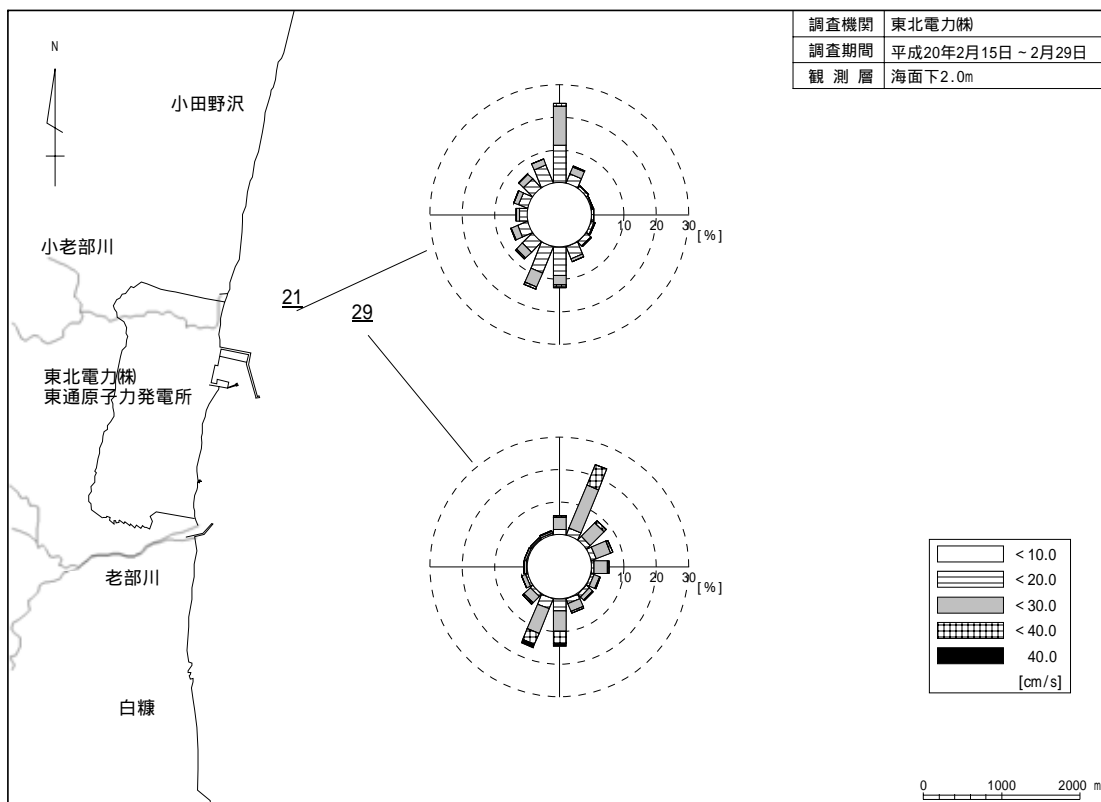 調査機関 東北電力㈱
調査期間 平成20年2月15日 ~ 2月29日
観 測 層 海面下2.0m
N
小田野沢
10 20 30
[%]
小老部川
21
29
東北電力㈱
東通原子力発電所
10 20 30
[%]
老部川
< 10.0
< 20.0
< 30.0
< 40.0
40.0
[cm/s]
白糠
0 1000 2000 m